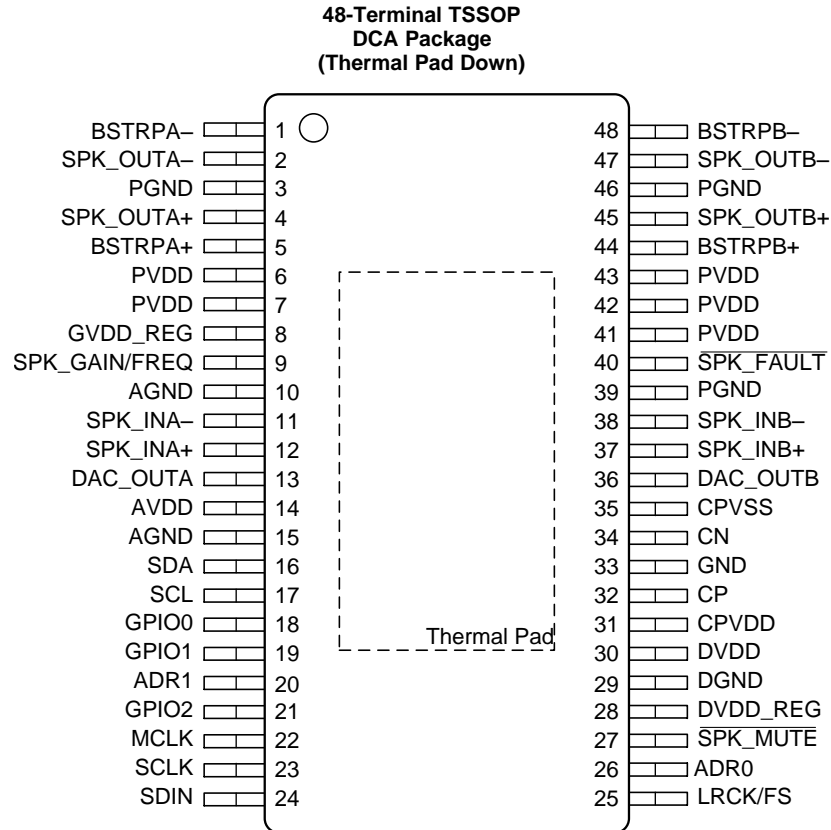 48-Terminal TSSOP
DCA Package
(Thermal Pad Down)
BSTRPA– 1 48 BSTRPB–
SPK_OUTA– 2 47 SPK_OUTB–
PGND 3 46 PGND
SPK_OUTA+ 4 45 SPK_OUTB+
BSTRPA+ 5 44 BSTRPB+
PVDD 6 43 PVDD
PVDD 7 42 PVDD
GVDD_REG 8 41 PVDD
SPK_GAIN/FREQ 9 40 SPK_FAULT
AGND 10 39 PGND
SPK_INA– 11 38 SPK_INB–
SPK_INA+ 12 37 SPK_INB+
DAC_OUTA 13 36 DAC_OUTB
AVDD 14 35 CPVSS
AGND 15 34 CN
SDA 16 33 GND
SCL 17 32 CP
GPIO0 18 31 CPVDD
Thermal Pad
GPIO1 19 30 DVDD
ADR1 20 29 DGND
GPIO2 21 28 DVDD_REG
MCLK 22 27 SPK_MUTE
SCLK 23 26 ADR0
SDIN 24 25 LRCK/FS